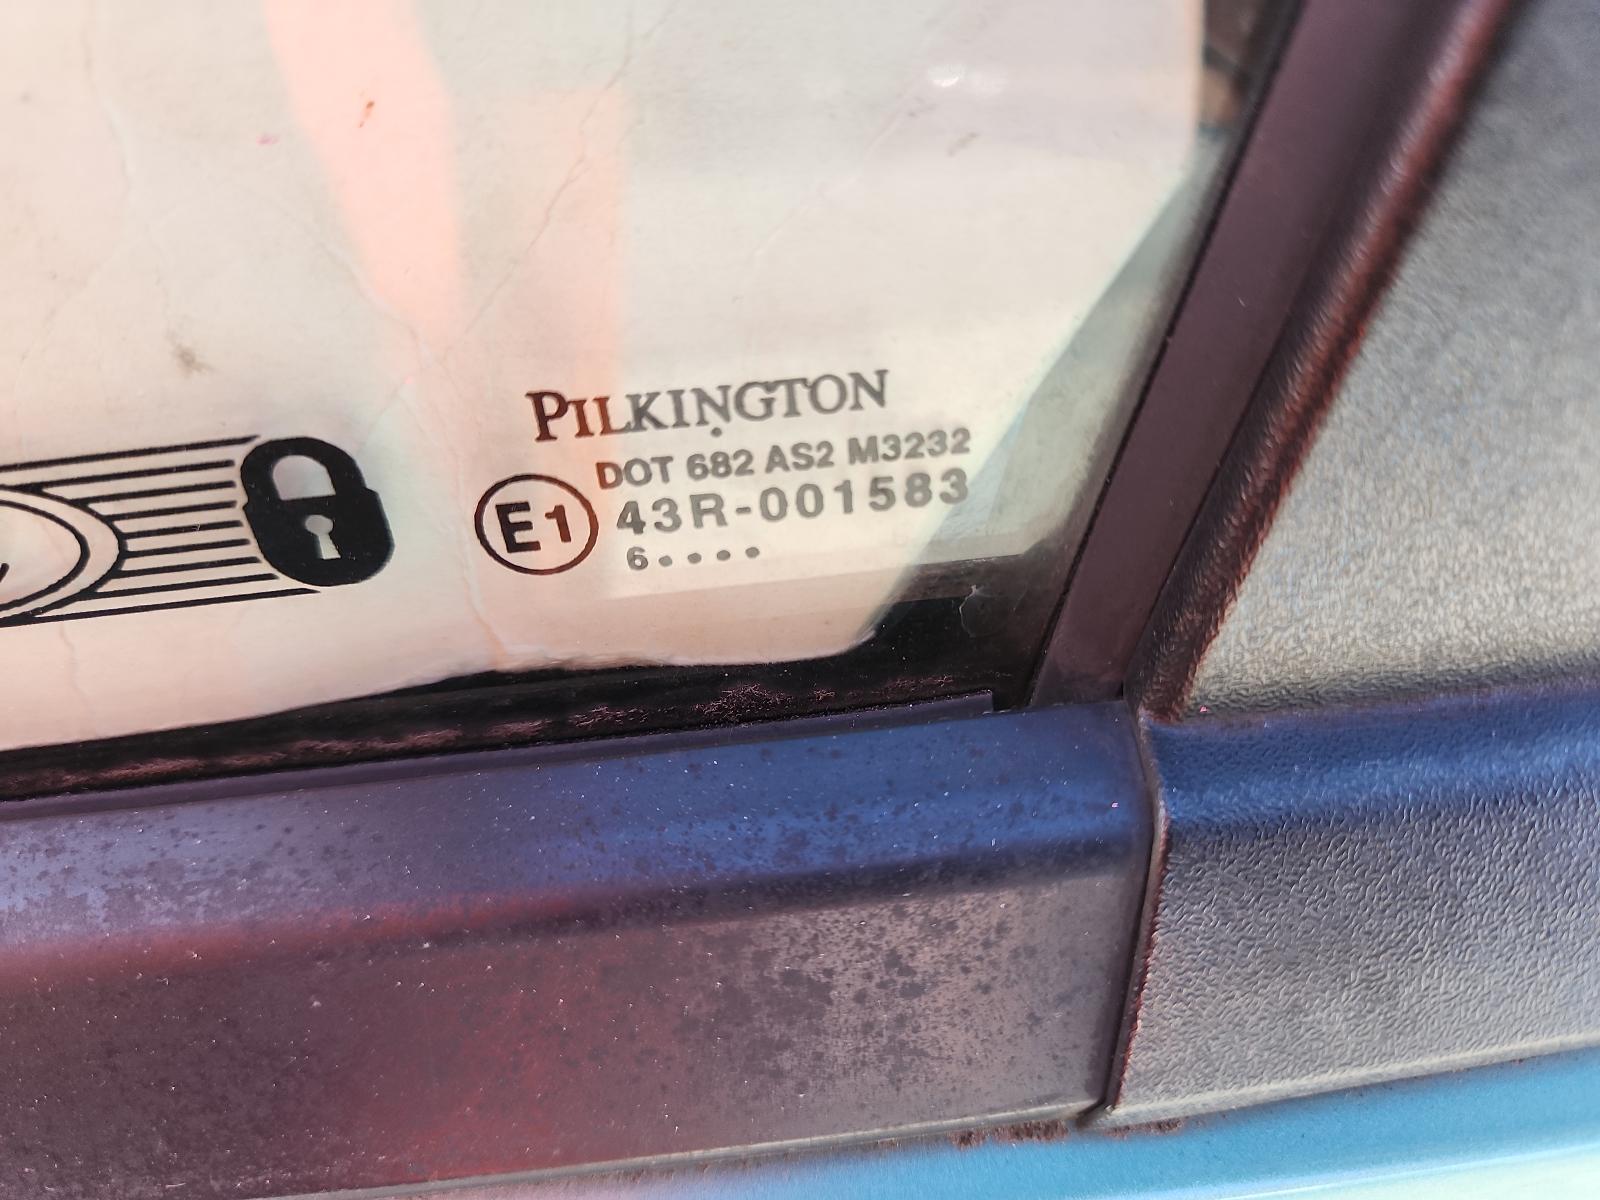 PILKINGTON
DOT 682 AS2 M3232
E1 43R-001583
6••••